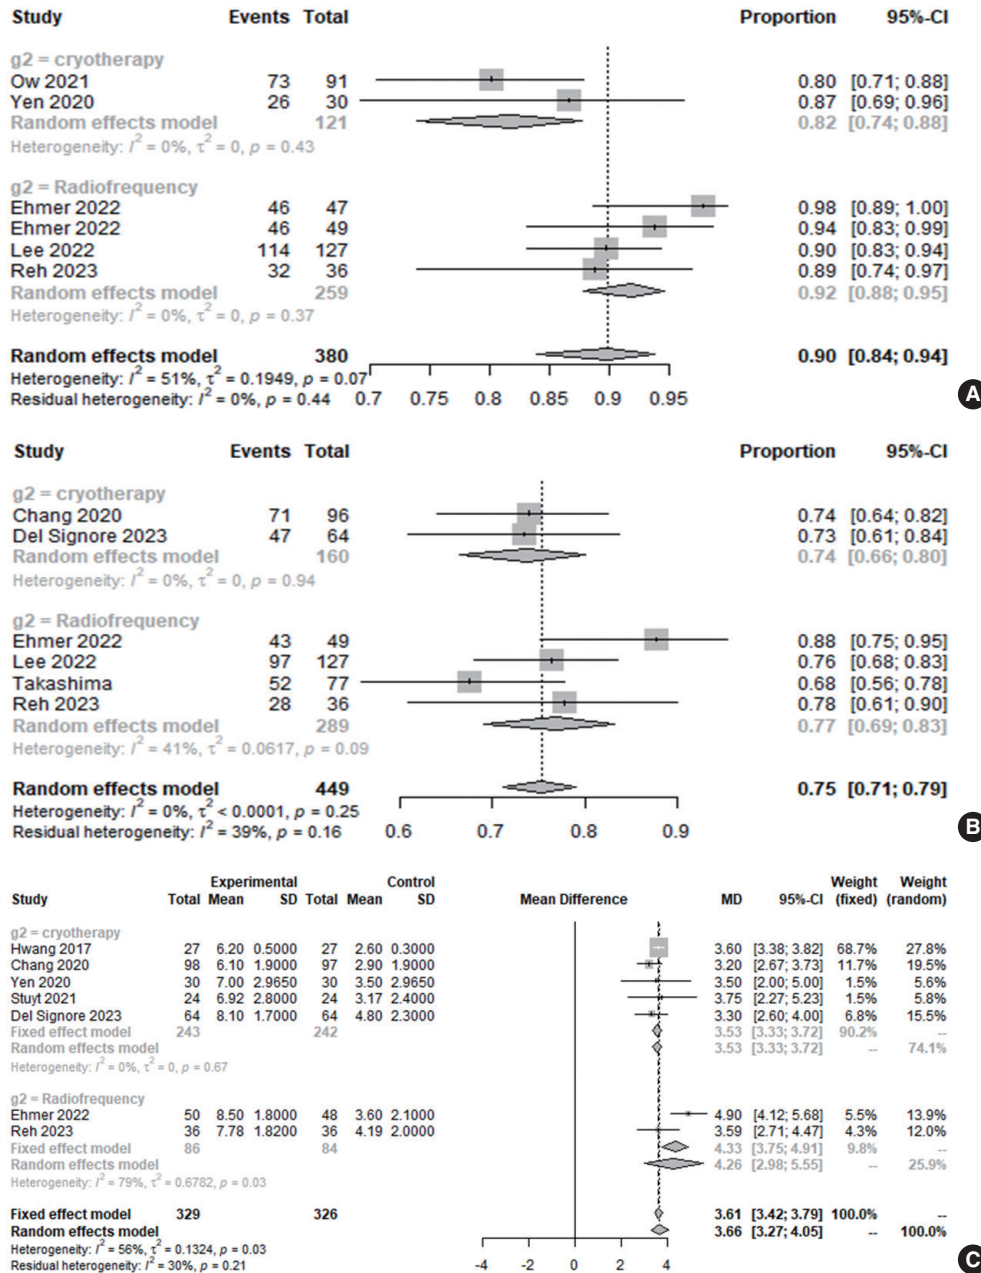 Study Events Total Proportion 95%-CI
g2 = cryotherapy
Ow 2021 73 91 0.80 [0.71; 0.88]
Yen 2020 26 30 0.87 [0.69; 0.96]
Random effects model 121 0.82 [0.74; 0.88]
Heterogeneity: I² = 0%, τ² = 0, p = 0.43
g2 = Radiofrequency
Ehmer 2022 46 47 0.98 [0.89; 1.00]
Ehmer 2022 46 49 0.94 [0.83; 0.99]
Lee 2022 114 127 0.90 [0.83; 0.94]
Reh 2023 32 36 0.89 [0.74; 0.97]
Random effects model 259 0.92 [0.88; 0.95]
Heterogeneity: I² = 0%, τ² = 0, p = 0.37
Random effects model 380 0.90 [0.84; 0.94]
Heterogeneity: I² = 51%, τ² = 0.1949, p = 0.07
Residual heterogeneity: I² = 0%, p = 0.44 0.7 0.75 0.8 0.85 0.9 0.95
A
Study Events Total Proportion 95%-CI
g2 = cryotherapy
Chang 2020 71 96 0.74 [0.64; 0.82]
Del Signore 2023 47 64 0.73 [0.61; 0.84]
Random effects model 160 0.74 [0.66; 0.80]
Heterogeneity: I² = 0%, τ² = 0, p = 0.94
g2 = Radiofrequency
Ehmer 2022 43 49 0.88 [0.75; 0.95]
Lee 2022 97 127 0.76 [0.68; 0.83]
Takashima 52 77 0.68 [0.56; 0.78]
Reh 2023 28 36 0.78 [0.61; 0.90]
Random effects model 289 0.77 [0.69; 0.83]
Heterogeneity: I² = 41%, τ² = 0.0617, p = 0.09
Random effects model 449 0.75 [0.71; 0.79]
Heterogeneity: I² = 0%, τ² < 0.0001, p = 0.25
Residual heterogeneity: I² = 39%, p = 0.16 0.6 0.7 0.8 0.9
B
Experimental Control Weight Weight
Study Total Mean SD Total Mean SD Mean Difference MD 95%-CI (fixed) (random)
g2 = cryotherapy
Hwang 2017 27 6.20 0.5000 27 2.60 0.3000 3.60 [3.38; 3.82] 68.7% 27.8%
Chang 2020 98 6.10 1.9000 97 2.90 1.9000 3.20 [2.67; 3.73] 11.7% 19.5%
Yen 2020 30 7.00 2.9650 30 3.50 2.9650 3.50 [2.00; 5.00] 1.5% 5.6%
Stuyt 2021 24 6.92 2.8000 24 3.17 2.4000 3.75 [2.27; 5.23] 1.5% 5.8%
Del Signore 2023 64 8.10 1.7000 64 4.80 2.3000 3.30 [2.60; 4.00] 6.8% 15.5%
Fixed effect model 243 242 3.53 [3.33; 3.72] 90.2% --
Random effects model 3.53 [3.33; 3.72] -- 74.1%
Heterogeneity: I² = 0%, τ² = 0, p = 0.67
g2 = Radiofrequency
Ehmer 2022 50 8.50 1.8000 48 3.60 2.1000 4.90 [4.12; 5.68] 5.5% 13.9%
Reh 2023 36 7.78 1.8200 36 4.19 2.0000 3.59 [2.71; 4.47] 4.3% 12.0%
Fixed effect model 86 84 4.33 [3.75; 4.91] 9.8% --
Random effects model 4.26 [2.98; 5.55] -- 25.9%
Heterogeneity: I² = 79%, τ² = 0.6782, p = 0.03
Fixed effect model 329 326 3.61 [3.42; 3.79] 100.0% --
Random effects model 3.66 [3.27; 4.05] -- 100.0%
Heterogeneity: I² = 56%, τ² = 0.1324, p = 0.03
Residual heterogeneity: I² = 30%, p = 0.21 -4 -2 0 2 4
C